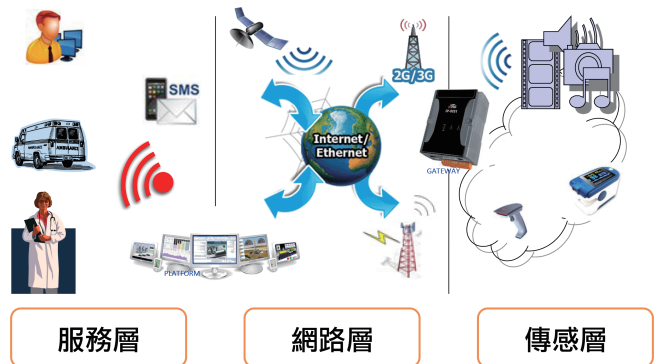 SMS
2G/3G
Internet/
Ethernet
GATEWAY
AMBULANCE
PLATFORM
服務層
網路層
傳感層